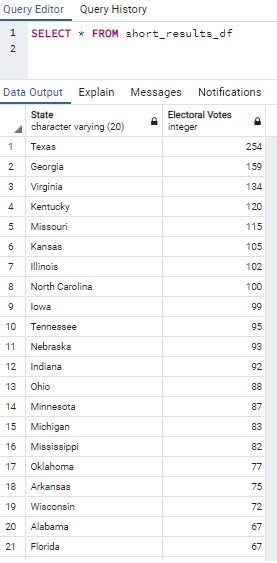 Query Editor Query History
1 SELECT * FROM short_results_df
2
Data Output Explain Messages Notifications
State Electoral Votes
character varying (20) integer
1 Texas 254
2 Georgia 159
3 Virginia 134
4 Kentucky 120
5 Missouri 115
6 Kansas 105
7 Illinois 102
8 North Carolina 100
9 Iowa 99
10 Tennessee 95
11 Nebraska 93
12 Indiana 92
13 Ohio 88
14 Minnesota 87
15 Michigan 83
16 Mississippi 82
17 Oklahoma 77
18 Arkansas 75
19 Wisconsin 72
20 Alabama 67
21 Florida 67